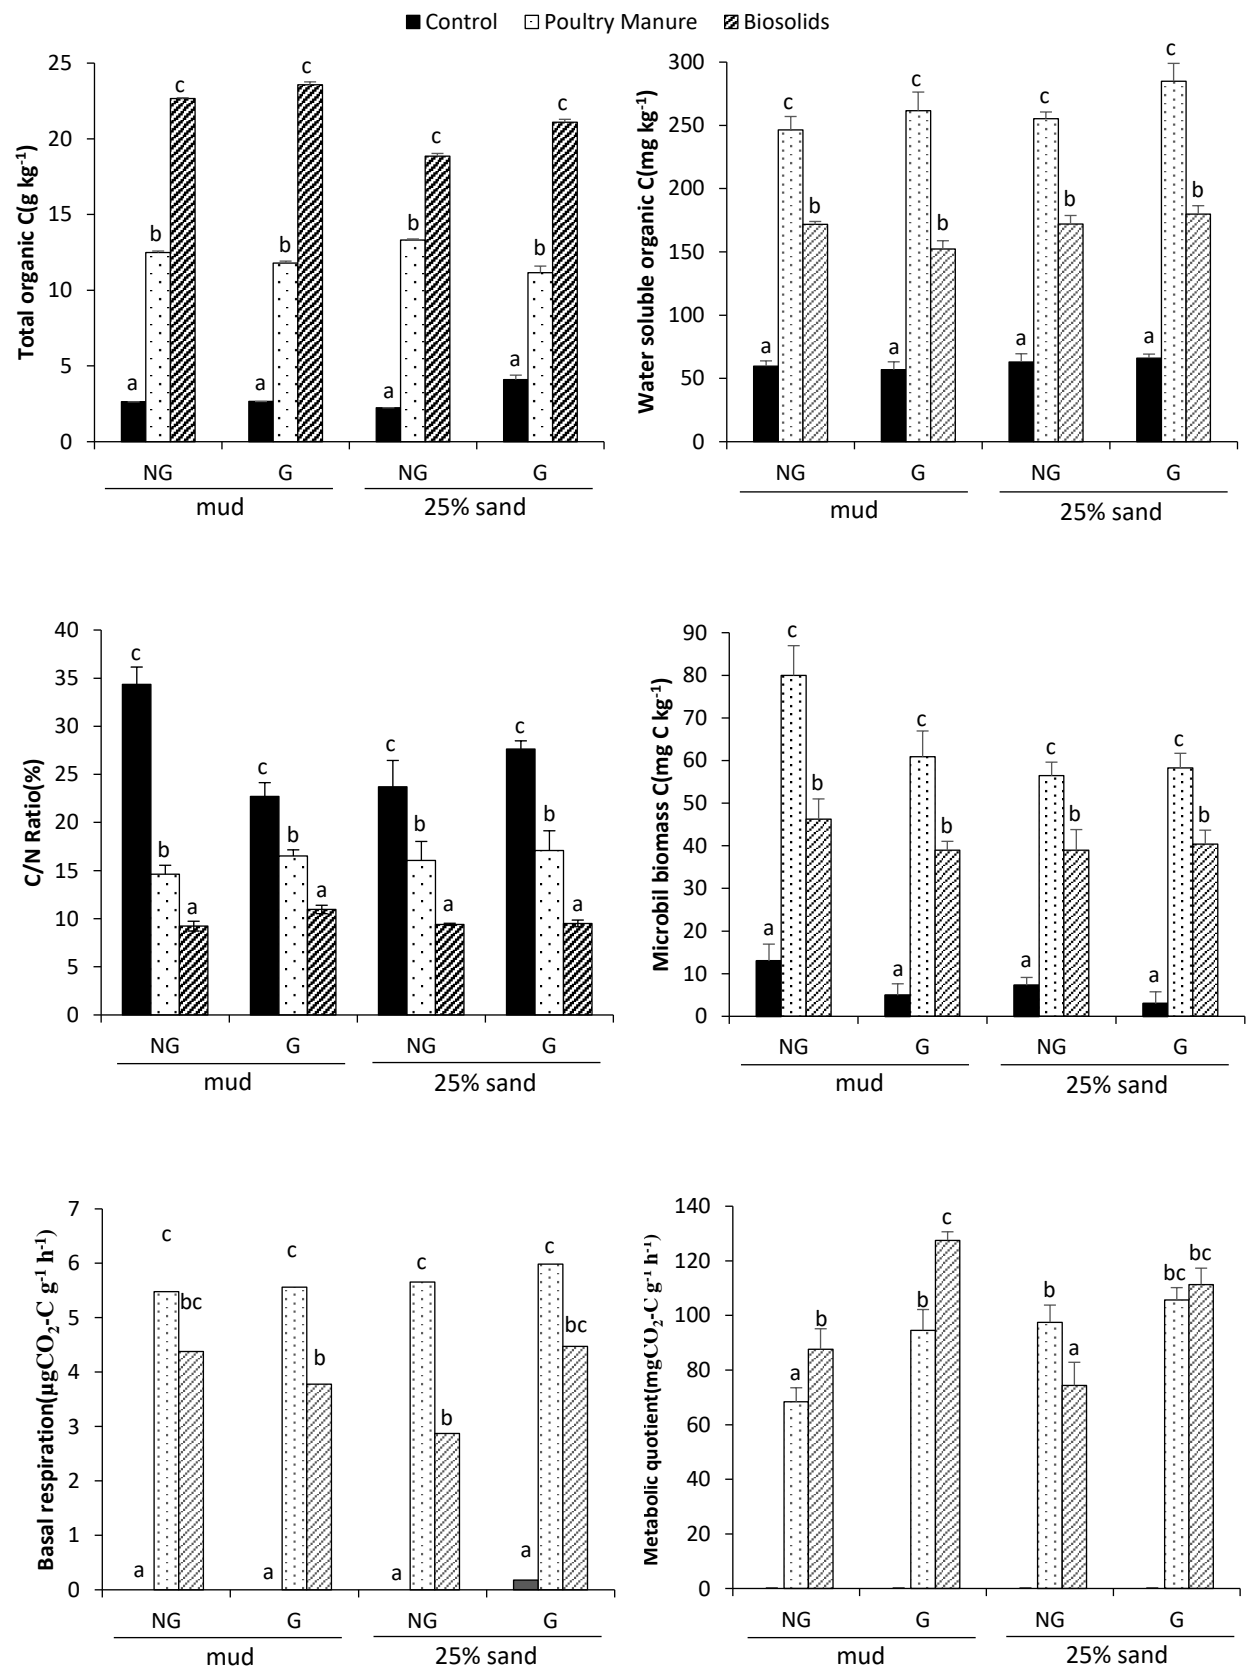 Control Poultry Manure Biosolids
Total organic C(g kg⁻¹)
25
20
15
10
5
0
c
c
c
c
b
b
b
b
a
a
a
a
NG G NG G
mud 25% sand
Water soluble organic C(mg kg⁻¹)
300
250
200
150
100
50
0
c
c
c
c
b
b
b
b
a
a
a
a
NG G NG G
mud 25% sand
C/N Ratio(%)
40
35
30
25
20
15
10
5
0
c
c
c
c
b
b
b
b
a
a
a
a
NG G NG G
mud 25% sand
Microbil biomass C(mg C kg⁻¹)
90
80
70
60
50
40
30
20
10
0
c
c
c
c
b
b
b
b
a
a
a
a
NG G NG G
mud 25% sand
Basal respiration(µgCO₂-C g⁻¹ h⁻¹)
7
6
5
4
3
2
1
0
a
c
bc
a
c
b
a
c
b
a
c
bc
NG G NG G
mud 25% sand
Metabolic quotient(mgCO₂-C g⁻¹ h⁻¹)
140
120
100
80
60
40
20
0
a
b
b
c
b
a
bc
bc
NG G NG G
mud 25% sand